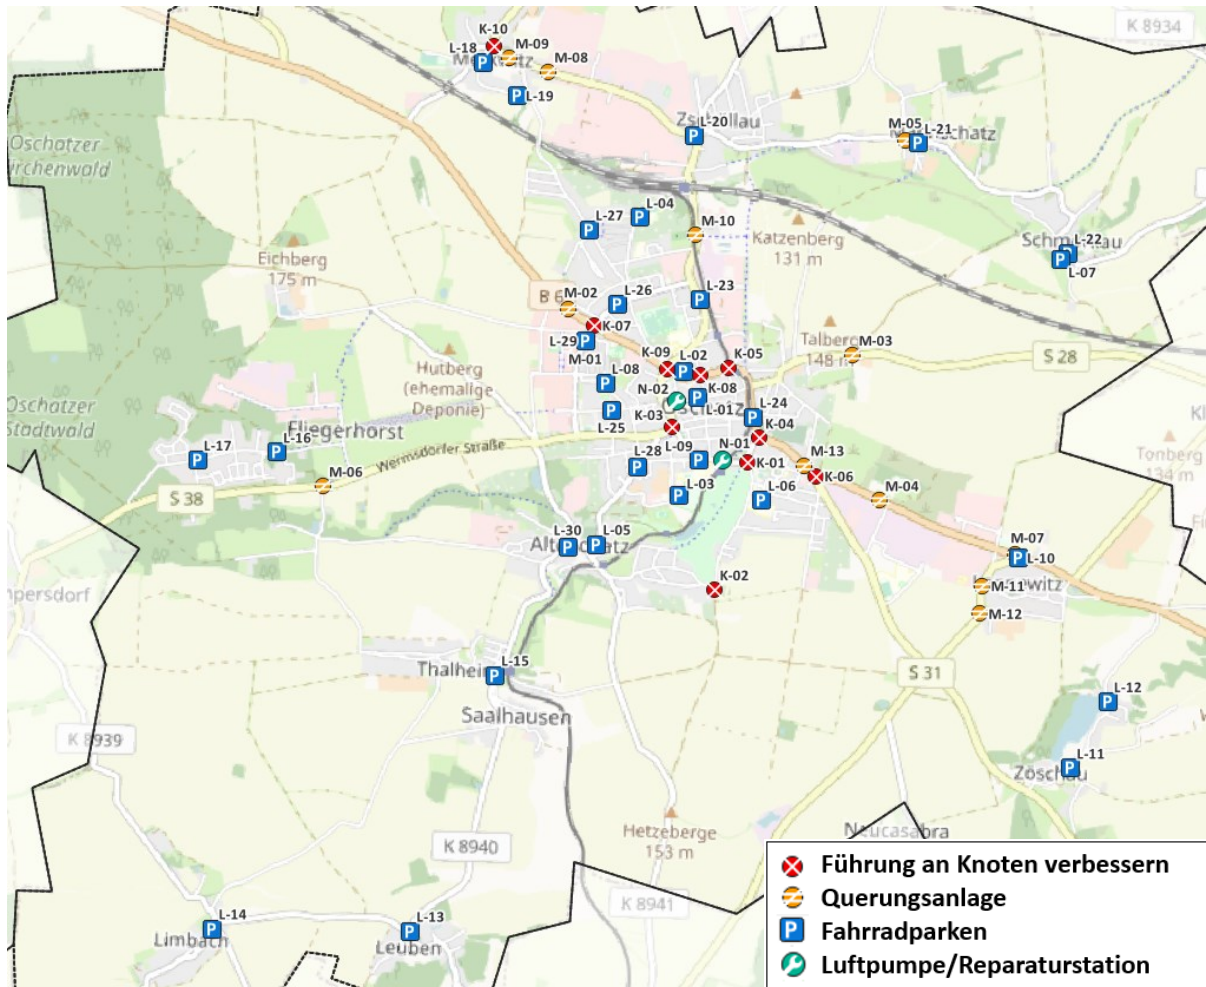 K 8934
K-10
L-18
M-09
M-08
L-19
Zschöllau
L-20
M-05
L-21
Oschatzer
Kirchenwald
L-04
L-27
M-10
Katzenberg
131 m
Schmorkau
L-22
L-07
Eichberg
175 m
M-02
B 6
L-26
L-23
K-07
L-29
M-01
Talberg
148 m
M-03
S 28
Hutberg
(ehemalige
Deponie)
K-09
L-02
K-05
L-08
N-02
K-08
L-01
Oschatz
L-24
Oschatzer
Stadtwald
L-25
K-03
K-04
Fliegerhorst
L-17
L-16
Wermsdorfer Straße
L-09
N-01
L-28
K-01
M-13
K-06
Tonberg
134 m
M-06
S 38
L-03
L-06
M-04
L-30
L-05
Altoschatz
M-07
L-10
M-11
M-12
K-02
mpersdorf
L-15
Thalheim
Saalhausen
S 31
L-12
L-11
Zöschau
K 8939
Hetzeberge
153 m
Neucasabra
K 8940
K 8941
L-14
Limbach
L-13
Leuben
Führung an Knoten verbessern
Querungsanlage
P Fahrradparken
Luftpumpe/Reparaturstation